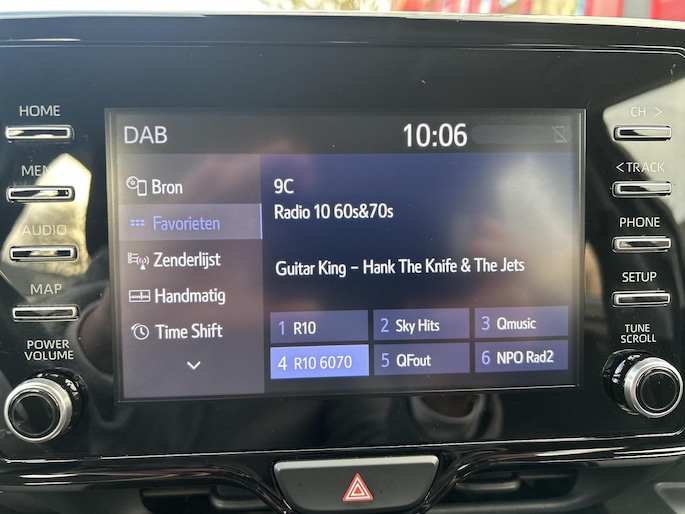 HOME
MENU
AUDIO
MAP
POWER
VOLUME
DAB
10:06
Bron
Favorieten
Zenderlijst
Handmatig
Time Shift
9C
Radio 10 60s&70s
Guitar King – Hank The Knife & The Jets
1 R10
2 Sky Hits
3 Qmusic
4 R10 6070
5 QFout
6 NPO Rad2
CH >
< TRACK
PHONE
SETUP
TUNE
SCROLL